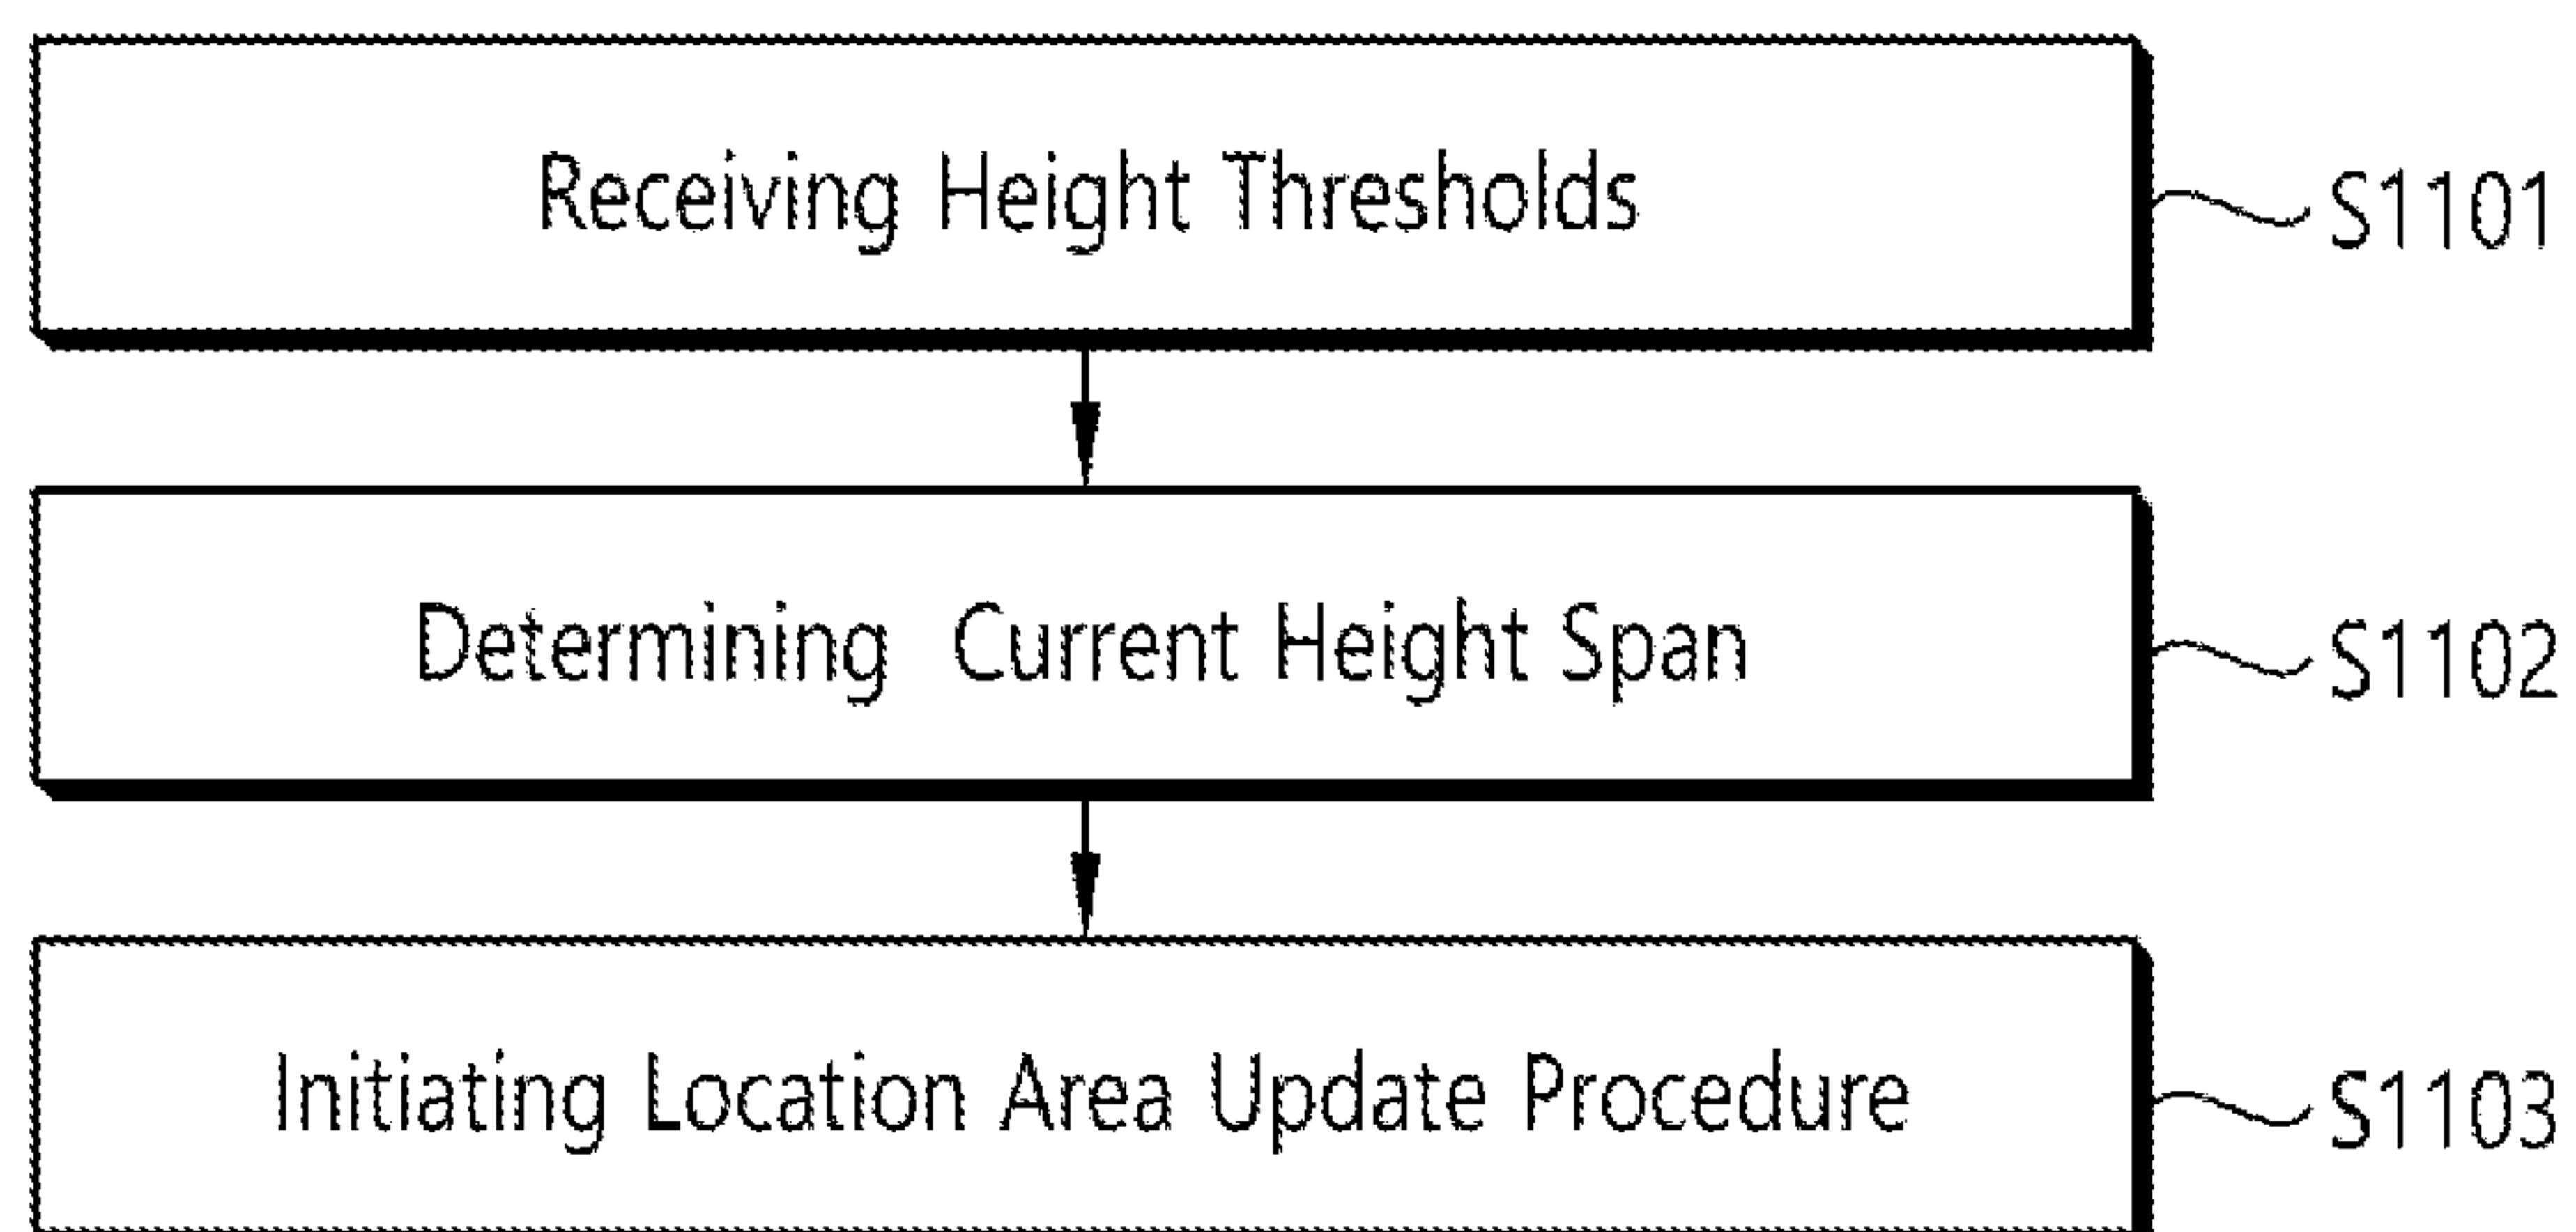 Receiving Height Thresholds
S1101
Determining Current Height Span
S1102
Initiating Location Area Update Procedure
S1103